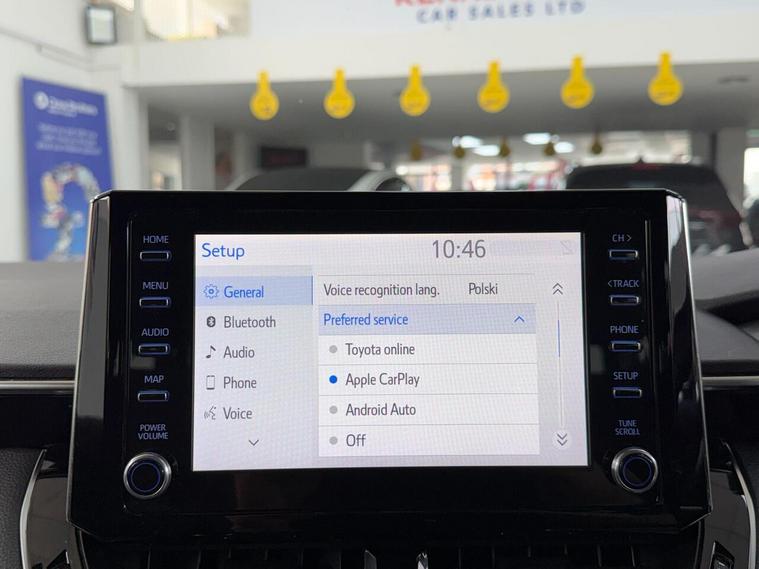 CAR SALES LTD
HOME
MENU
AUDIO
MAP
POWER
VOLUME
Setup
10:46
General
Bluetooth
Audio
Phone
Voice
Voice recognition lang. Polski
Preferred service
Toyota online
Apple CarPlay
Android Auto
Off
CH >
< TRACK
PHONE
SETUP
TUNE
SCROLL